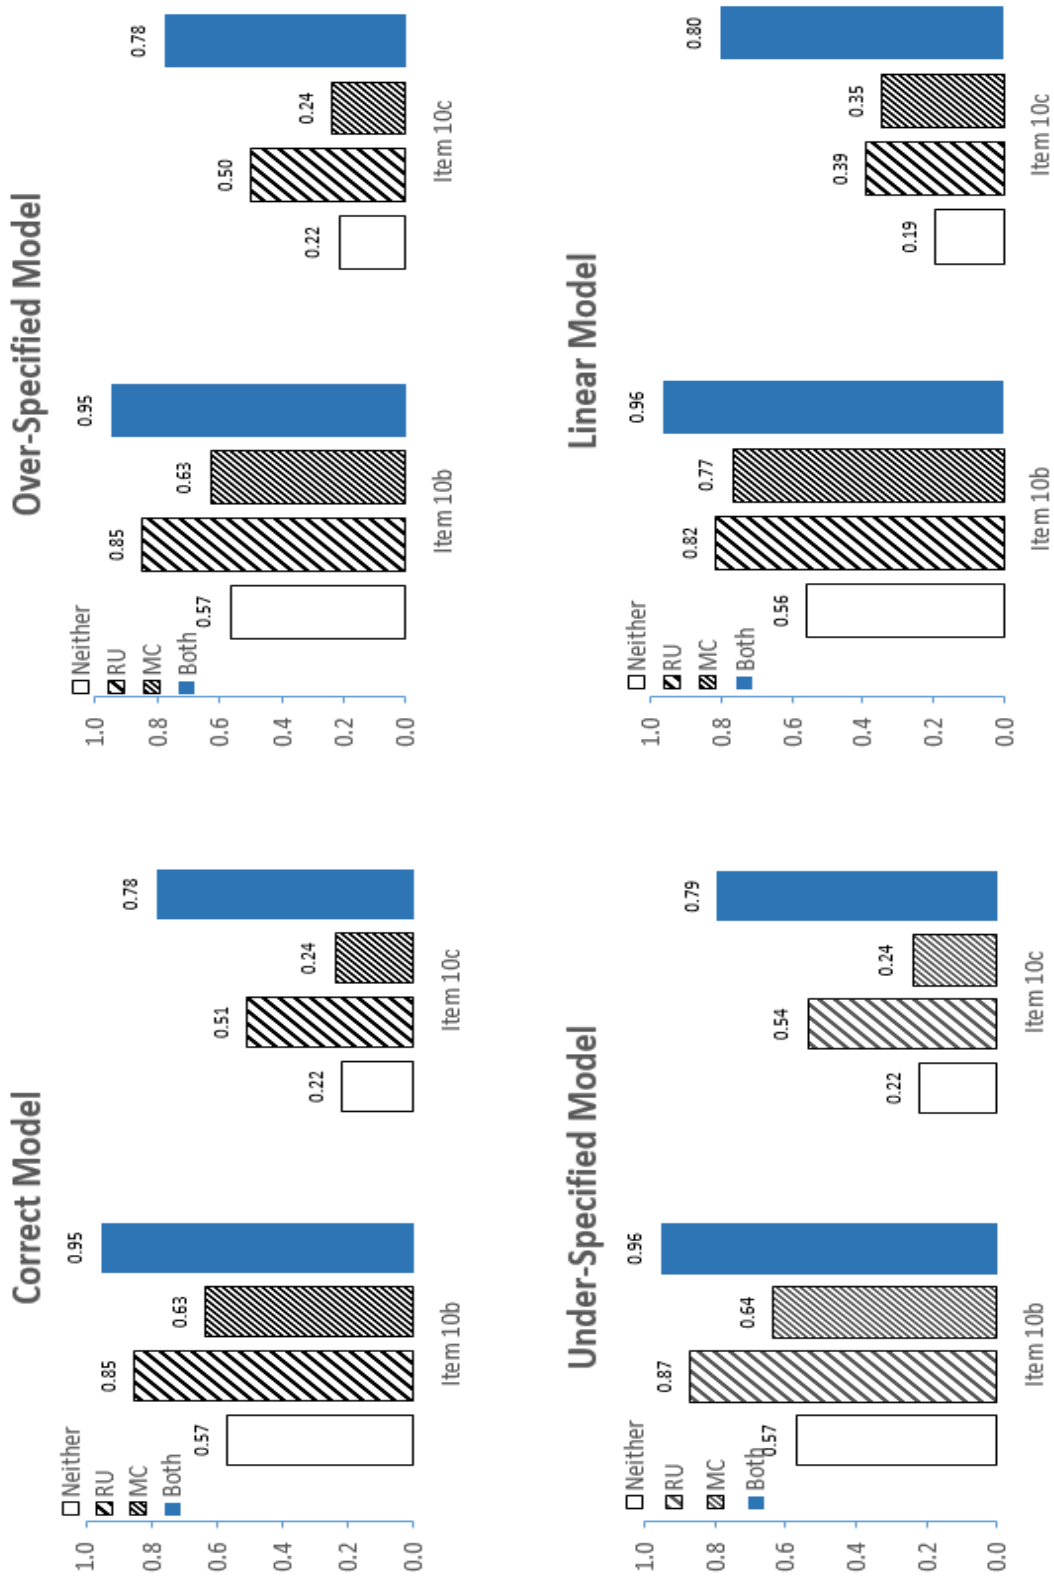 Correct Model
1.0
0.8
0.6
0.4
0.2
0.0
Neither
RU
MC
Both
0.57
0.85
0.63
0.95
0.22
0.51
0.24
0.78
Item 10b
Item 10c
Over-Specified Model
1.0
0.8
0.6
0.4
0.2
0.0
Neither
RU
MC
Both
0.57
0.85
0.63
0.95
0.22
0.50
0.24
0.78
Item 10b
Item 10c
Under-Specified Model
1.0
0.8
0.6
0.4
0.2
0.0
Neither
RU
MC
Both
0.57
0.87
0.64
0.96
0.22
0.54
0.24
0.79
Item 10b
Item 10c
Linear Model
1.0
0.8
0.6
0.4
0.2
0.0
Neither
RU
MC
Both
0.56
0.82
0.77
0.96
0.19
0.39
0.35
0.80
Item 10b
Item 10c